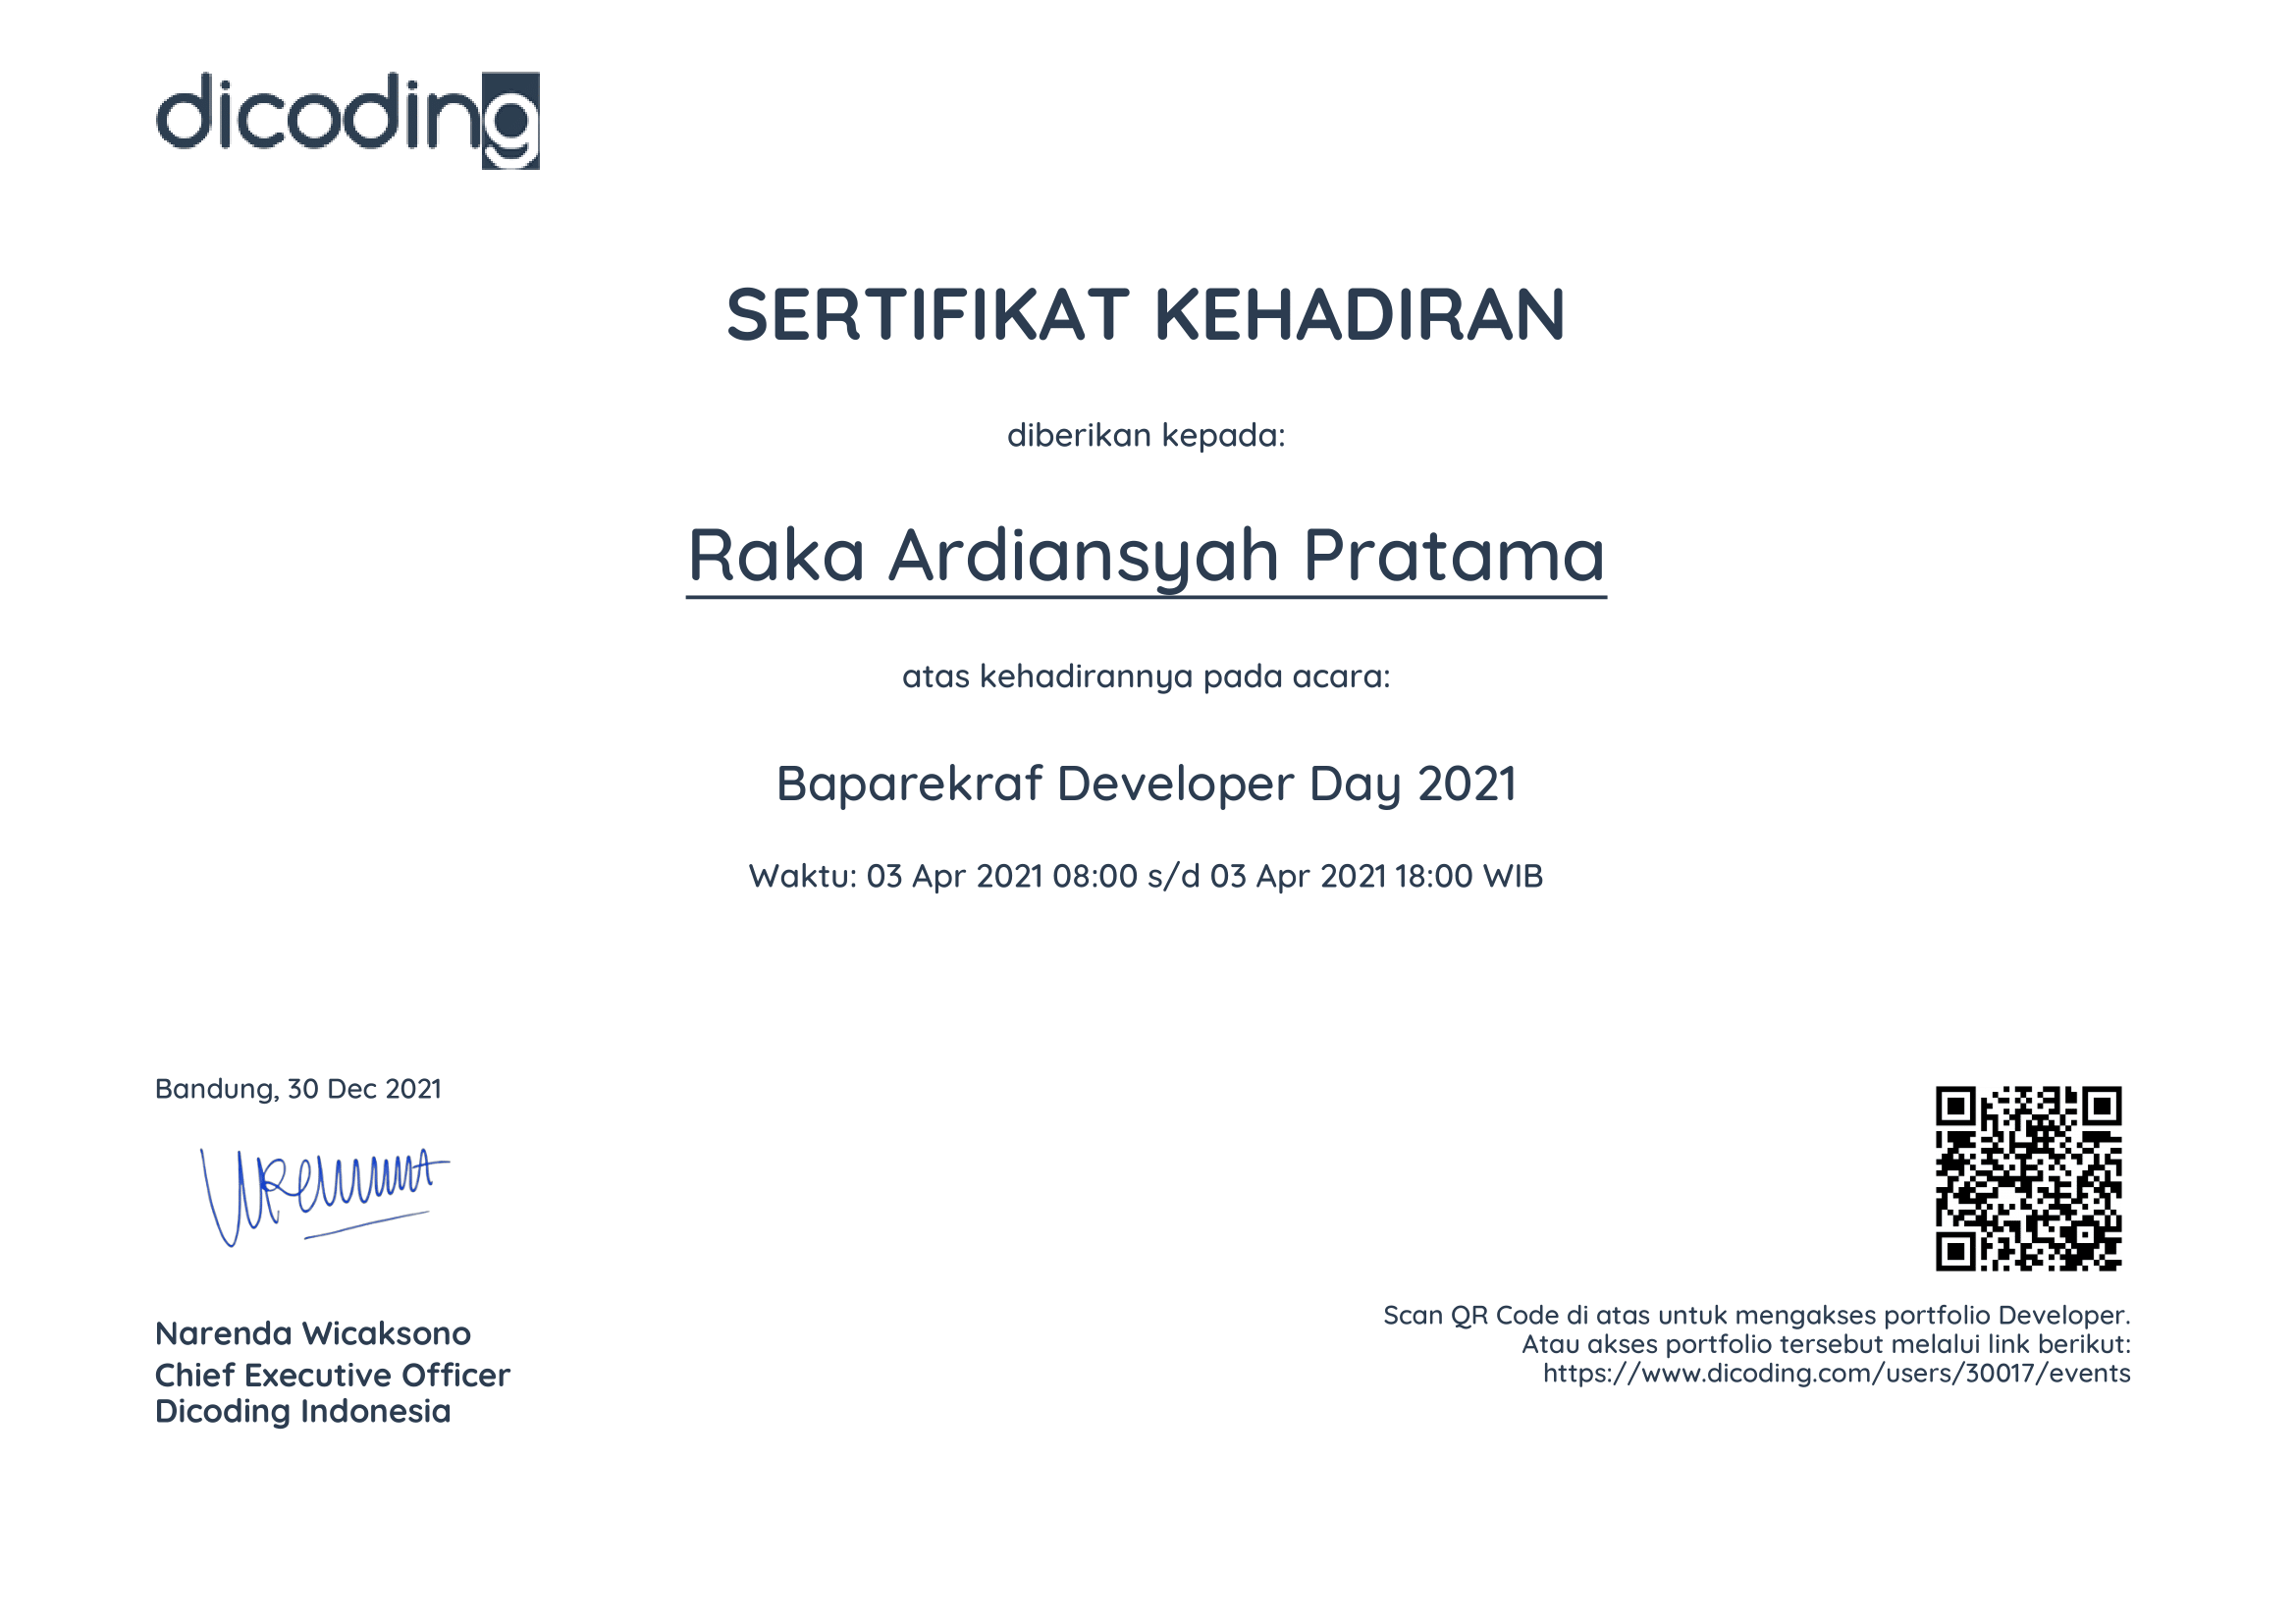 dicoding
SERTIFIKAT KEHADIRAN
diberikan kepada:
Raka Ardiansyah Pratama
atas kehadirannya pada acara:
Baparekraf Developer Day 2021
Waktu: 03 Apr 2021 08:00 s/d 03 Apr 2021 18:00 WIB
Bandung, 30 Dec 2021
Narenda Wicaksono
Chief Executive Officer
Dicoding Indonesia
Scan QR Code di atas untuk mengakses portfolio Developer.
Atau akses portfolio tersebut melalui link berikut:
https://www.dicoding.com/users/30017/events